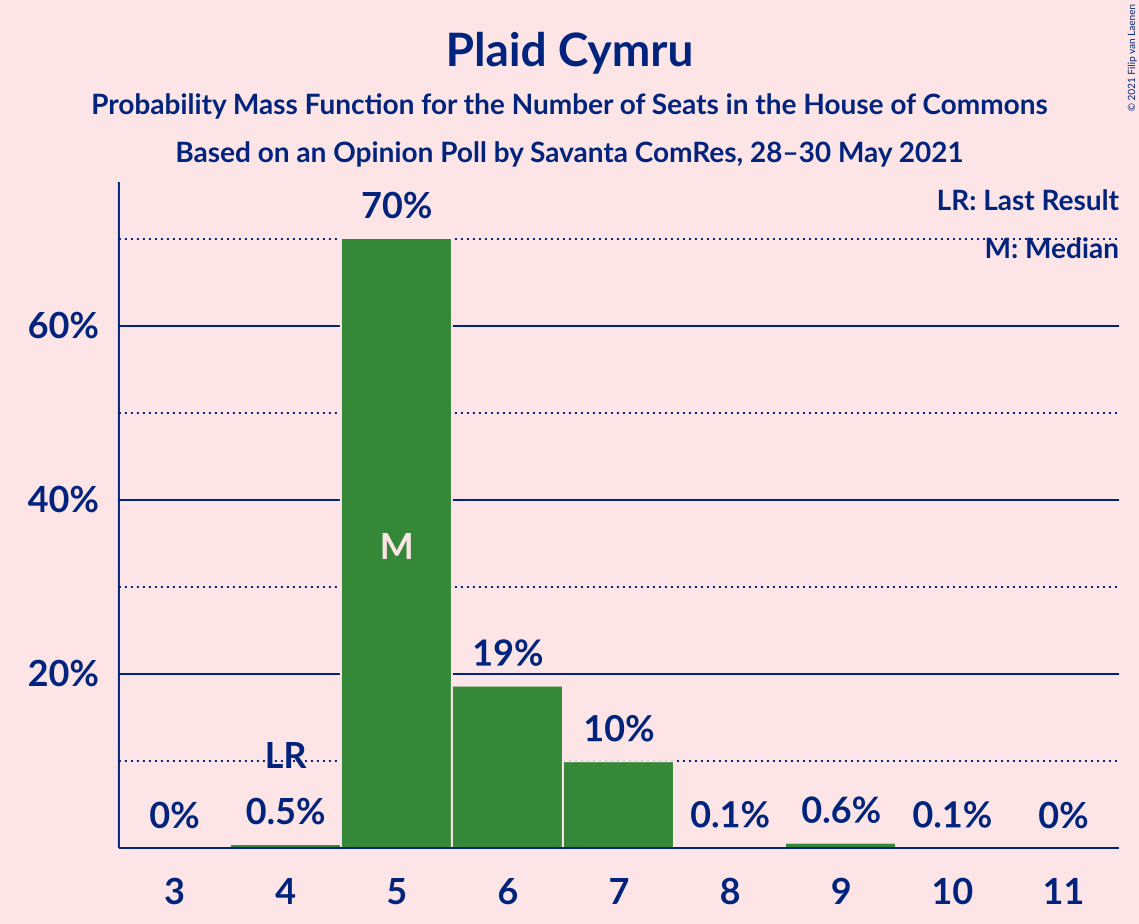 Plaid Cymru
Probability Mass Function for the Number of Seats in the House of Commons
Based on an Opinion Poll by Savanta ComRes, 28–30 May 2021
© 2021 Filip van Laenen
LR: Last Result
M: Median
70%
60%
40%
M
20%
19%
10%
LR
0%
0.5%
0.1%
0.6%
0.1%
0%
3 4 5 6 7 8 9 10 11